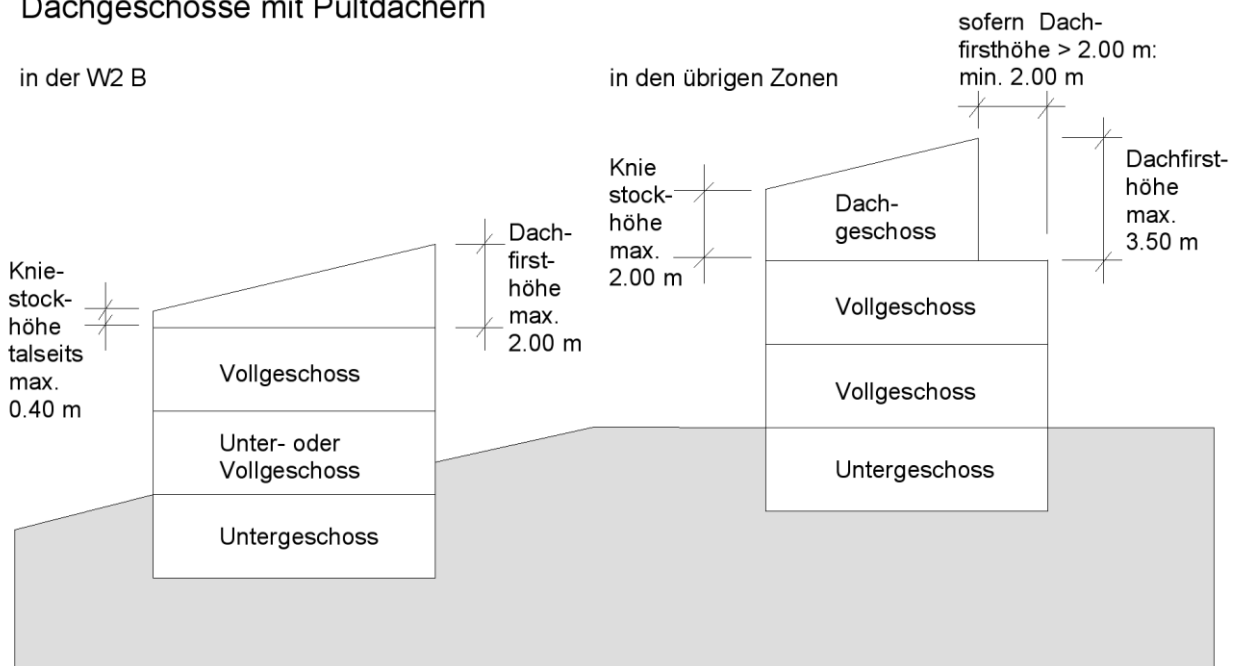 Dachgeschosse mit Pultdächern
in der W2 B
Knie-
stock-
höhe
talseits
max.
0.40 m
Dach-
first-
höhe
max.
2.00 m
Vollgeschoss
Unter- oder
Vollgeschoss
Untergeschoss
in den übrigen Zonen
sofern Dach-
firsthöhe > 2.00 m:
min. 2.00 m
Knie
stock-
höhe
max.
2.00 m
Dach-
geschoss
Dachfirst-
höhe
max.
3.50 m
Vollgeschoss
Vollgeschoss
Untergeschoss